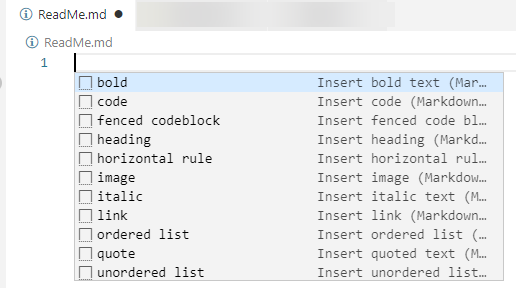 ReadMe.md
ReadMe.md
1
bold Insert bold text (Mar…
code Insert code (Markdown…
fenced codeblock Insert fenced code bl…
heading Insert heading (Markd…
horizontal rule Insert horizontal rul…
image Insert image (Markdow…
italic Insert italic text (M…
link Insert link (Markdown…
ordered list Insert ordered list (…
quote Insert quoted text (M…
unordered list Insert unordered list…